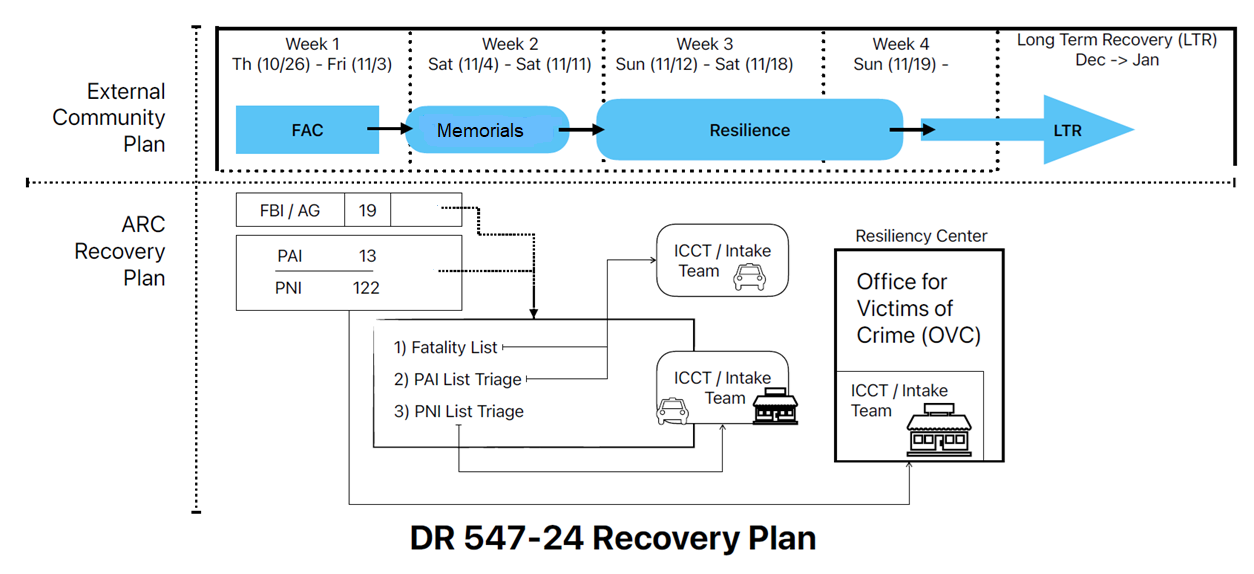 External
Community
Plan
Week 1
Th (10/26) - Fri (11/3)
Week 2
Sat (11/4) - Sat (11/11)
Week 3
Sun (11/12) - Sat (11/18)
Week 4
Sun (11/19) -
Long Term Recovery (LTR)
Dec -> Jan
FAC
Memorials
Resilience
LTR
ARC
Recovery
Plan
FBI / AG 19
PAI 13
PNI 122
1) Fatality List
2) PAI List Triage
3) PNI List Triage
ICCT / Intake
Team
ICCT / Intake
Team
Resiliency Center
Office for
Victims of
Crime (OVC)
ICCT / Intake
Team
DR 547-24 Recovery Plan